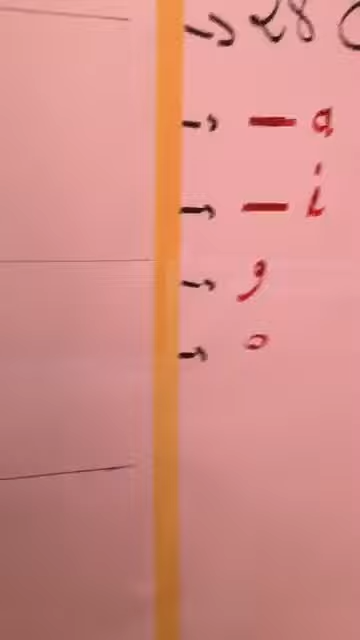 → 28
→ — a
→ — i
→ و
→ o